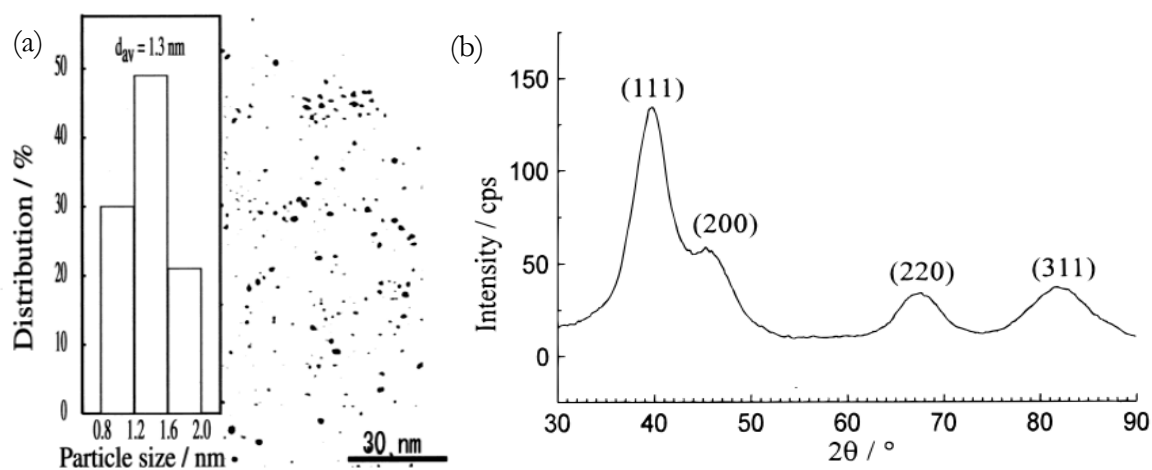 (a)
d_av = 1.3 nm
Distribution / %
50
40
30
20
10
0
0.8 1.2 1.6 2.0
Particle size / nm
30 nm
(b)
Intensity / cps
150
100
50
0
(111)
(200)
(220)
(311)
30 40 50 60 70 80 90
2θ / °